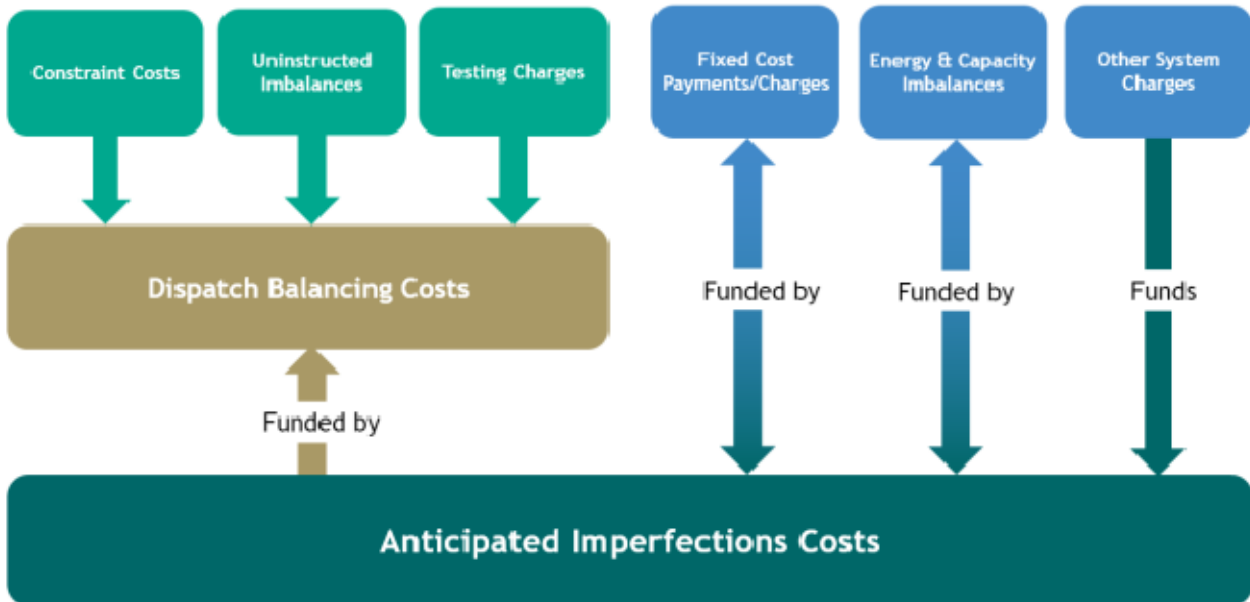 Constraint Costs
Uninstructed
Imbalances
Testing Charges
Fixed Cost
Payments/Charges
Energy & Capacity
Imbalances
Other System
Charges
Dispatch Balancing Costs
Funded by
Funded by
Funds
Funded by
Anticipated Imperfections Costs